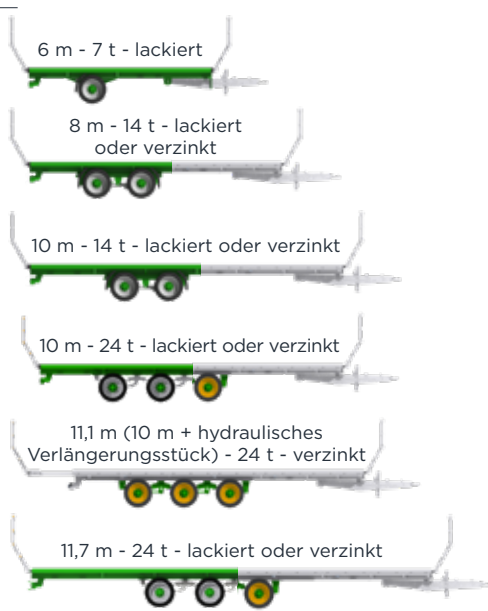 6 m - 7 t - lackiert
8 m - 14 t - lackiert
oder verzinkt
10 m - 14 t - lackiert oder verzinkt
10 m - 24 t - lackiert oder verzinkt
11,1 m (10 m + hydraulisches
Verlängerungsstück) - 24 t - verzinkt
11,7 m - 24 t - lackiert oder verzinkt